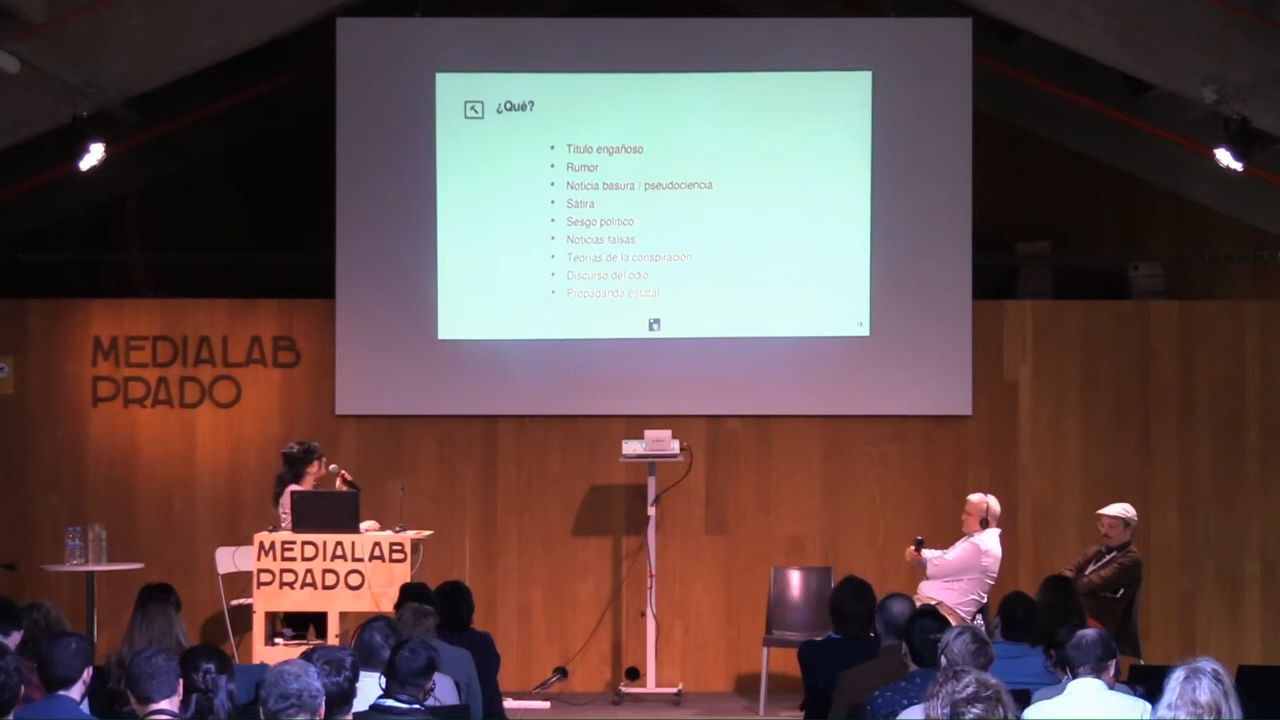 ¿Qué?
• Título engañoso
• Rumor
• Noticia basura / pseudociencia
• Sátira
• Sesgo político
• Noticias falsas
• Teorías de la conspiración
• Discurso del odio
• Propaganda estatal
18
MEDIALAB
PRADO
MEDIALAB
PRADO